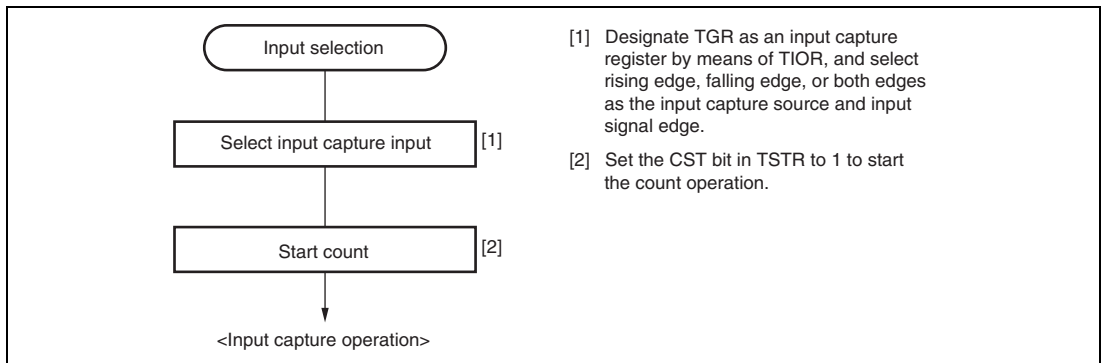 Input selection
Select input capture input
[1]
Start count
[2]
<Input capture operation>
[1] Designate TGR as an input capture
register by means of TIOR, and select
rising edge, falling edge, or both edges
as the input capture source and input
signal edge.
[2] Set the CST bit in TSTR to 1 to start
the count operation.